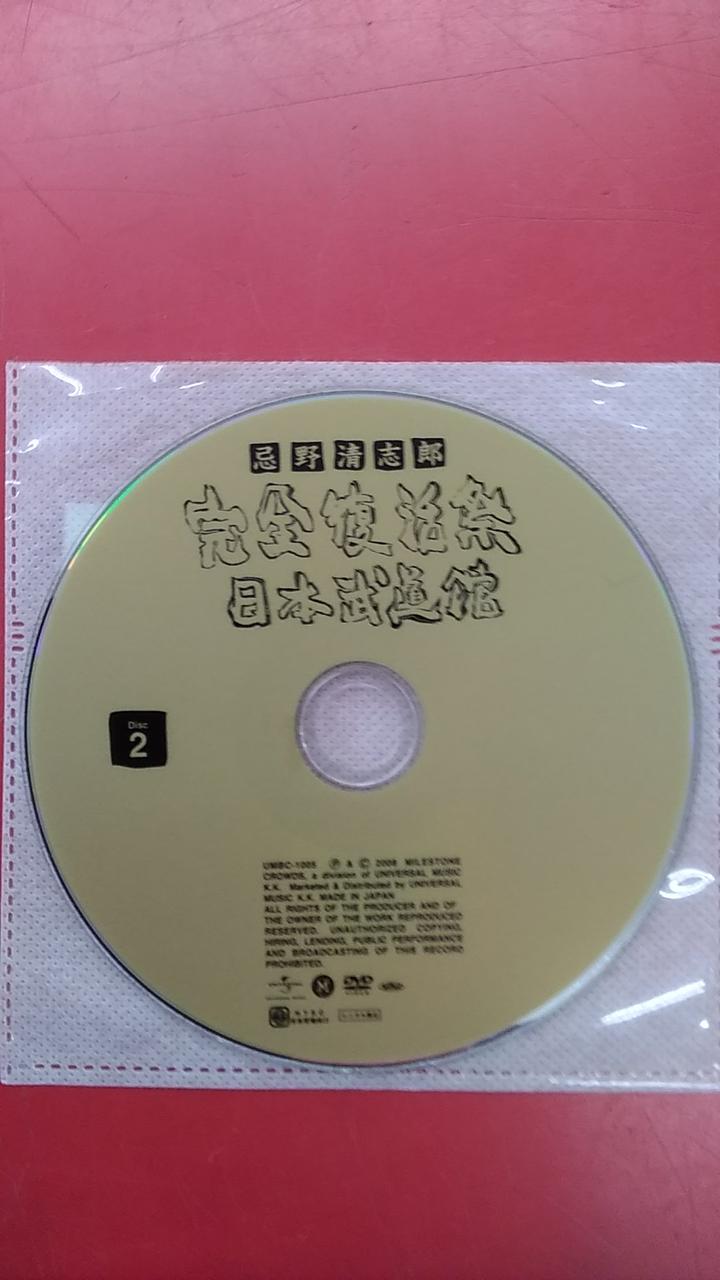 忌野清志郎
完全復活祭
日本武道館
Disc
2
UMBC-1005 Ⓟ & © 2008 MILESTONE
CROWDS, a division of UNIVERSAL MUSIC
K.K. Marketed & Distributed by UNIVERSAL
MUSIC K.K. MADE IN JAPAN
ALL RIGHTS OF THE PRODUCER AND OF
THE OWNER OF THE WORK REPRODUCED
RESERVED. UNAUTHORIZED COPYING,
HIRING, LENDING, PUBLIC PERFORMANCE
AND BROADCASTING OF THIS RECORD
PROHIBITED.
M DVD
VIDEO